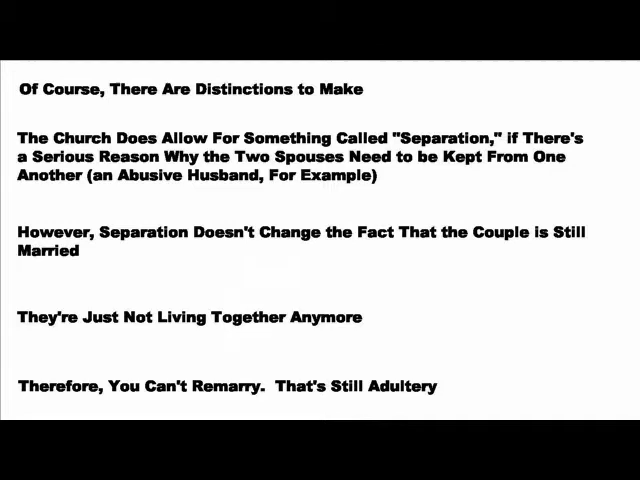 Of Course, There Are Distinctions to Make
The Church Does Allow For Something Called "Separation," if There's
a Serious Reason Why the Two Spouses Need to be Kept From One
Another (an Abusive Husband, For Example)
However, Separation Doesn't Change the Fact That the Couple is Still
Married
They're Just Not Living Together Anymore
Therefore, You Can't Remarry.  That's Still Adultery